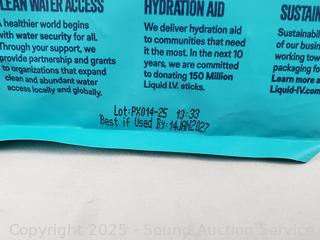 CLEAN WATER ACCESS
A healthier world begins
with water security for all.
Through your support, we
provide partnership and grants
to organizations that expand
clean and abundant water
access locally and globally.
HYDRATION AID
We deliver hydration aid
to communities that need
it the most. In the next 10
years, we are committed
to donating 150 Million
Liquid I.V. sticks.
SUSTAIN
Sustainabil
of our busin
working tow
packaging fo
Learn more a
Liquid-IV.com
Lot:PX014-25 13:33
Best if Used By:14JAN2027
Copyright 2025 - Sound Auction Service